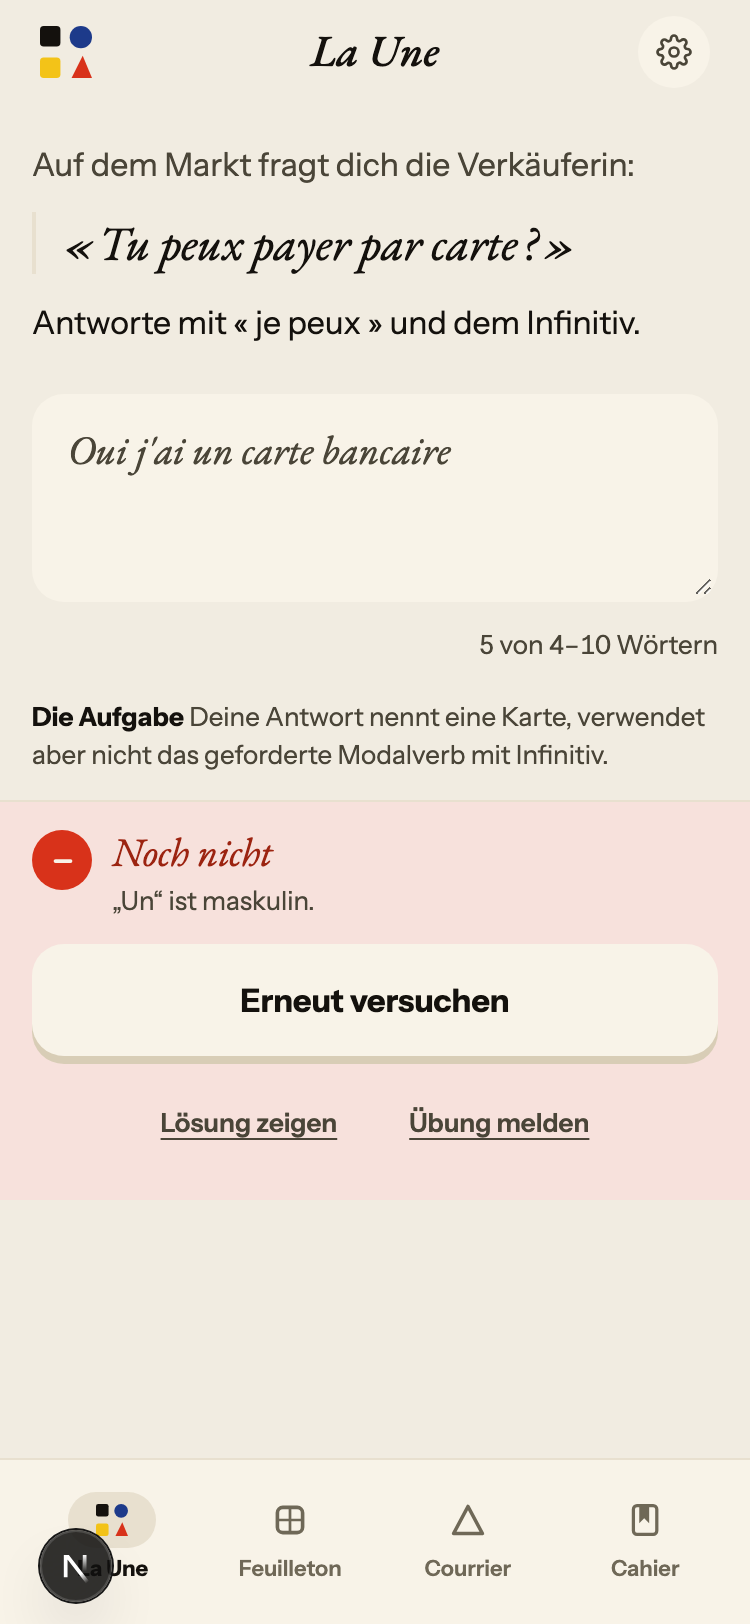 La Une
Auf dem Markt fragt dich die Verkäuferin:
« Tu peux payer par carte ? »
Antworte mit « je peux » und dem Infinitiv.
Oui j'ai un carte bancaire
5 von 4–10 Wörtern
Die Aufgabe Deine Antwort nennt eine Karte, verwendet
aber nicht das geforderte Modalverb mit Infinitiv.
Noch nicht
„Un“ ist maskulin.
Erneut versuchen
Lösung zeigen Übung melden
La Une Feuilleton Courrier Cahier
N